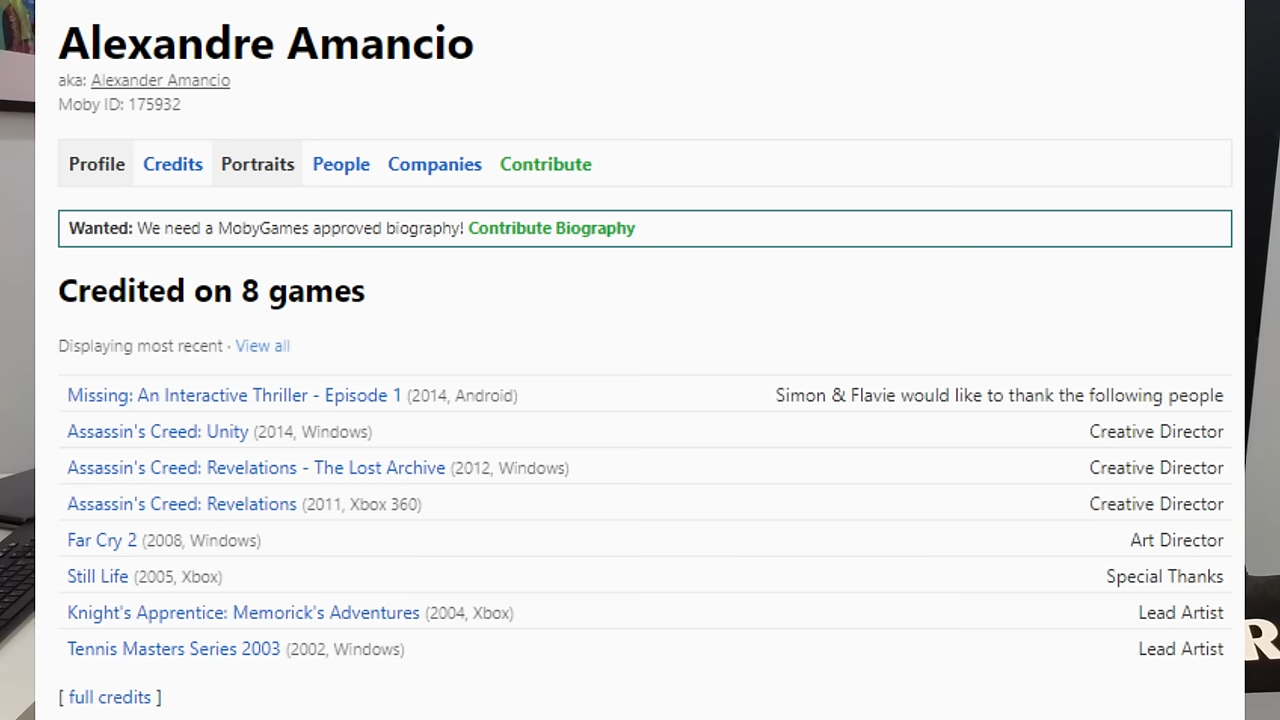 Alexandre Amancio
aka: Alexander Amancio
Moby ID: 175932
Profile Credits Portraits People Companies Contribute
Wanted: We need a MobyGames approved biography! Contribute Biography
Credited on 8 games
Displaying most recent · View all
Missing: An Interactive Thriller - Episode 1 (2014, Android) Simon & Flavie would like to thank the following people
Assassin's Creed: Unity (2014, Windows) Creative Director
Assassin's Creed: Revelations - The Lost Archive (2012, Windows) Creative Director
Assassin's Creed: Revelations (2011, Xbox 360) Creative Director
Far Cry 2 (2008, Windows) Art Director
Still Life (2005, Xbox) Special Thanks
Knight's Apprentice: Memorick's Adventures (2004, Xbox) Lead Artist
Tennis Masters Series 2003 (2002, Windows) Lead Artist
[ full credits ]
R